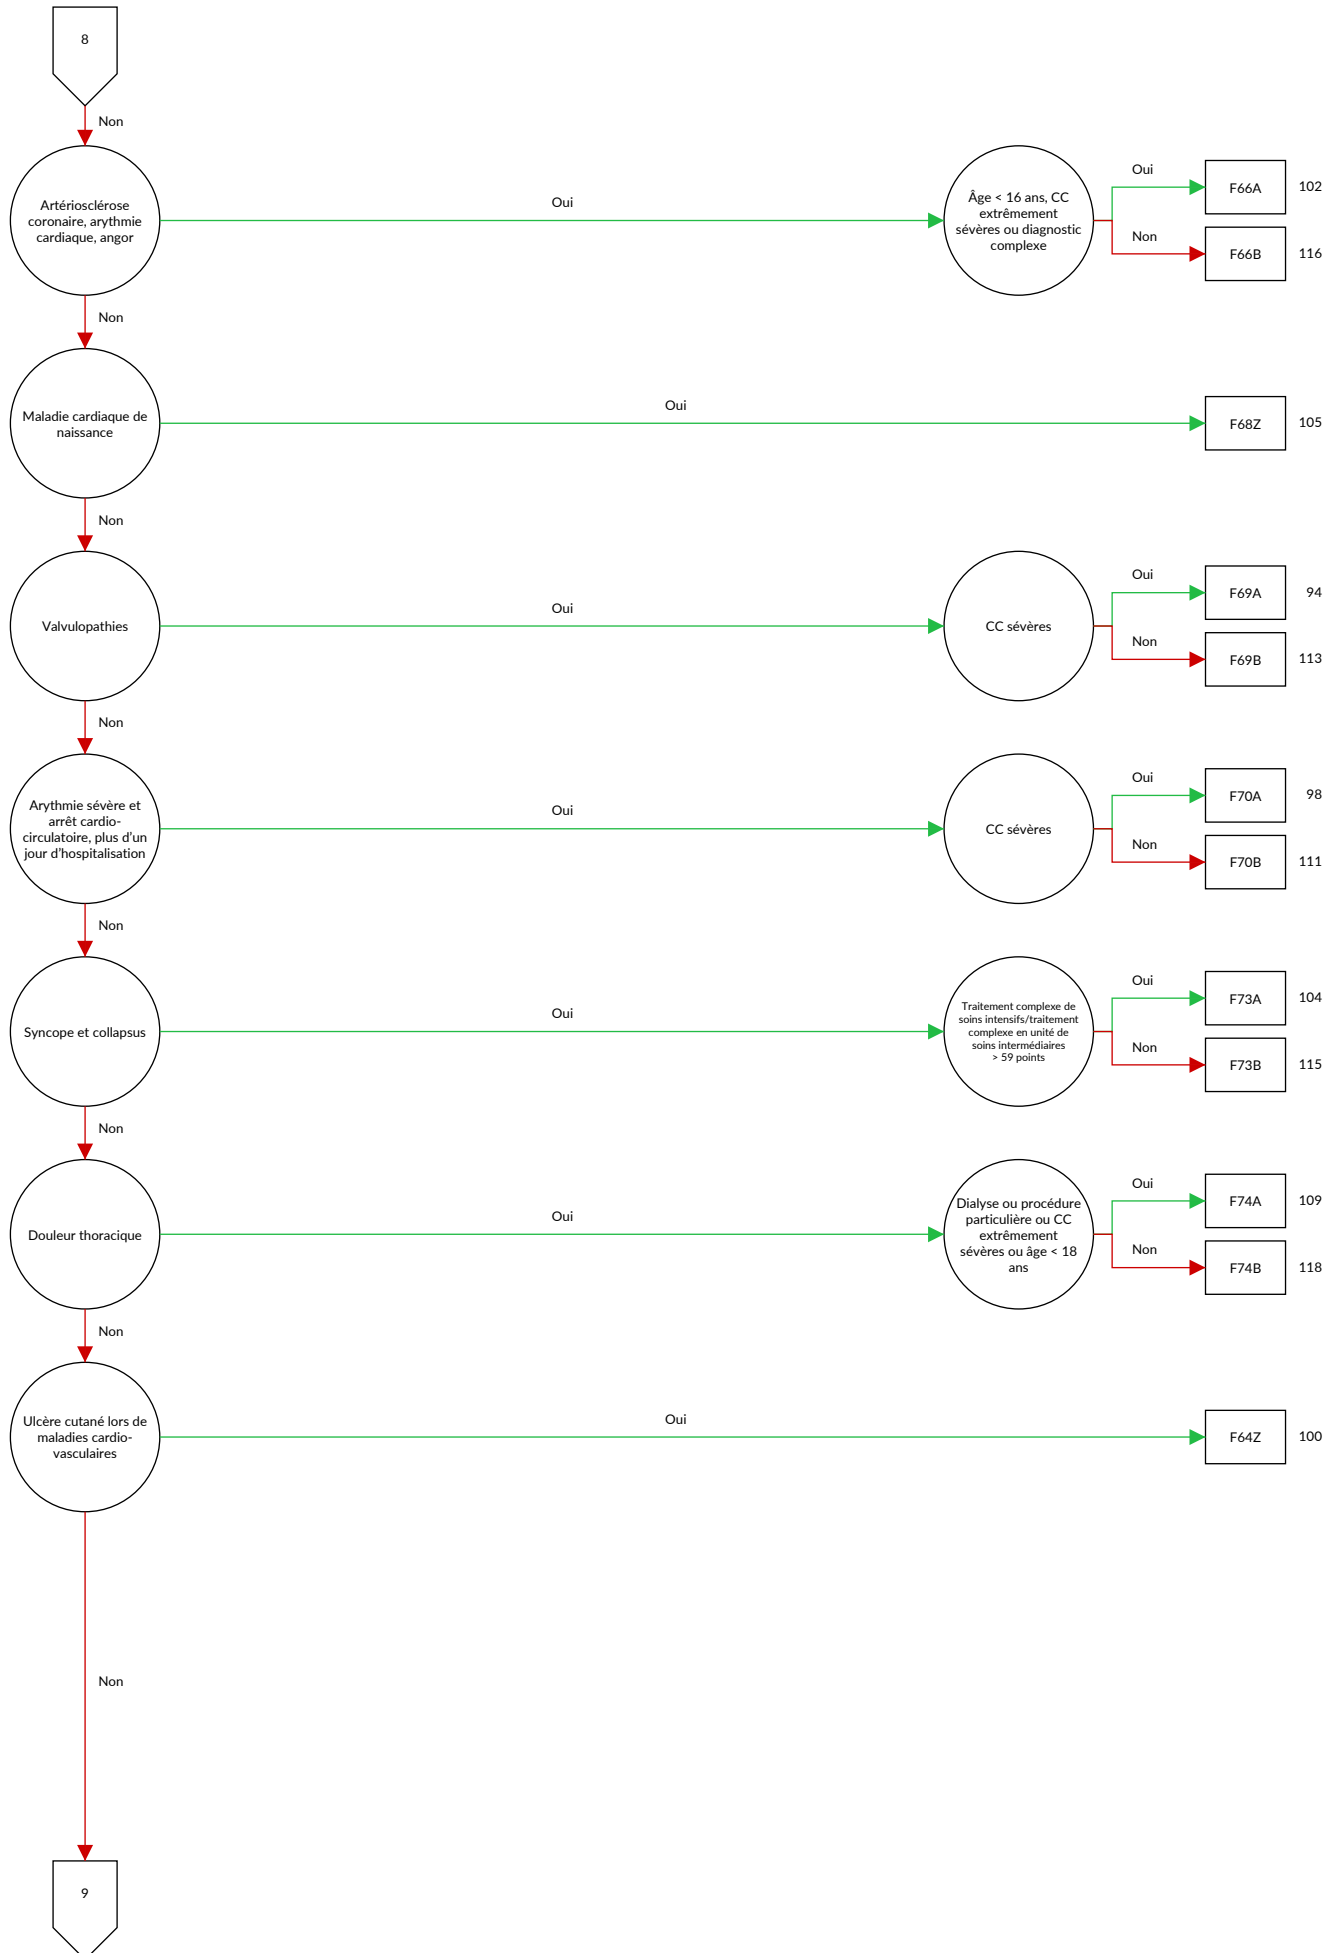 8
Non
Artériosclérose
coronaire, arythmie
cardiaque, angor
Oui
Âge < 16 ans, CC
extrêmement
sévères ou diagnostic
complexe
Oui
F66A
102
Non
F66B
116
Non
Maladie cardiaque de
naissance
Oui
F68Z
105
Non
Valvulopathies
Oui
CC sévères
Oui
F69A
94
Non
F69B
113
Non
Arythmie sévère et
arrêt cardio-
circulatoire, plus d'un
jour d'hospitalisation
Oui
CC sévères
Oui
F70A
98
Non
F70B
111
Non
Syncope et collapsus
Oui
Traitement complexe de
soins intensifs/traitement
complexe en unité de
soins intermédiaires
> 59 points
Oui
F73A
104
Non
F73B
115
Non
Douleur thoracique
Oui
Dialyse ou procédure
particulière ou CC
extrêmement
sévères ou âge < 18
ans
Oui
F74A
109
Non
F74B
118
Non
Ulcère cutané lors de
maladies cardio-
vasculaires
Oui
F64Z
100
Non
9